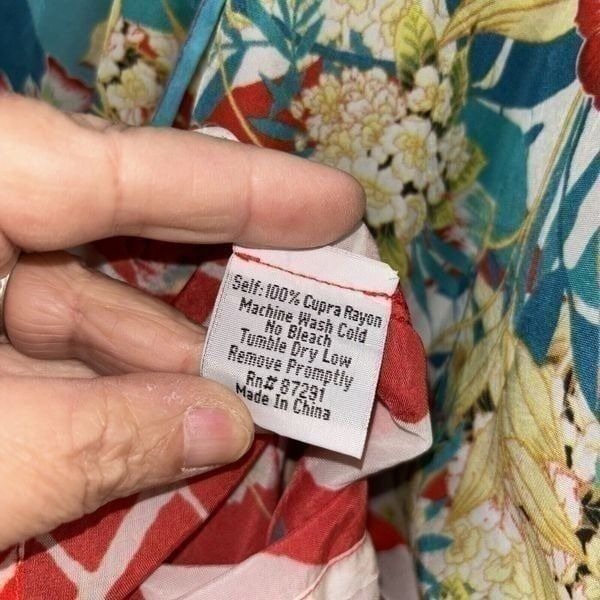 Self: 100% Cupra Rayon
Machine Wash Cold
No Bleach
Tumble Dry Low
Remove Promptly
Rn# 87291
Made In China